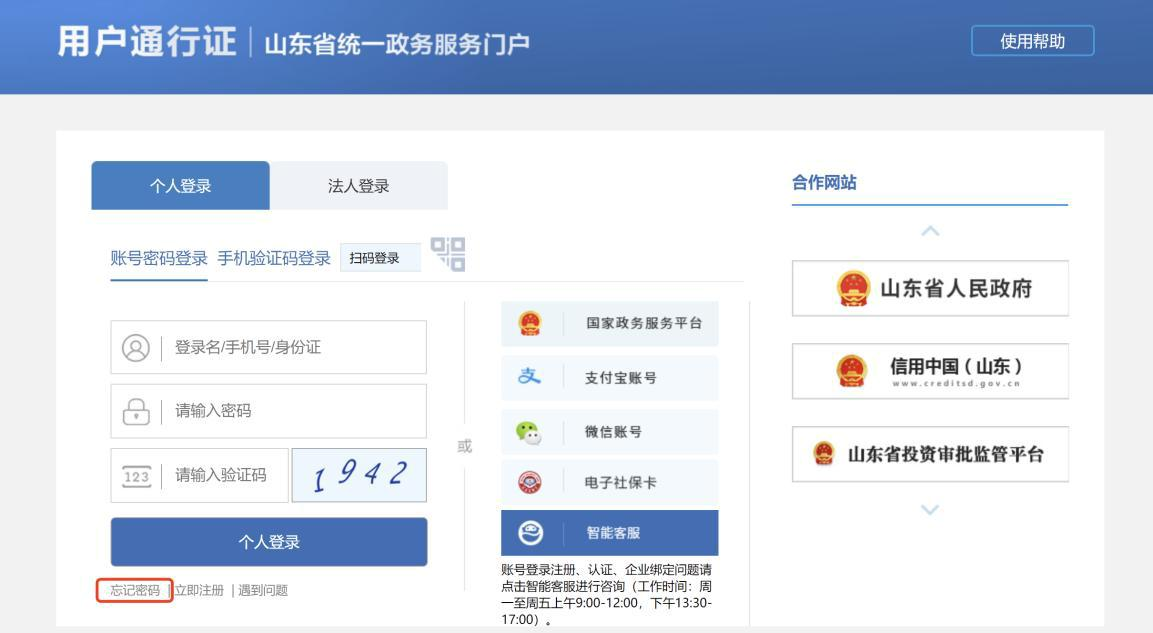 用户通行证 山东省统一政务服务门户
使用帮助
个人登录
法人登录
账号密码登录 手机验证码登录 扫码登录
登录名/手机号/身份证
请输入密码
123 请输入验证码 1942
个人登录
忘记密码 | 立即注册 | 遇到问题
或
国家政务服务平台
支付宝账号
微信账号
电子社保卡
智能客服
账号登录注册、认证、企业绑定问题请
点击智能客服进行咨询（工作时间：周
一至周五上午9:00-12:00，下午13:30-
17:00）。
合作网站
山东省人民政府
信用中国（山东）
www.creditsd.gov.cn
山东省投资审批监管平台